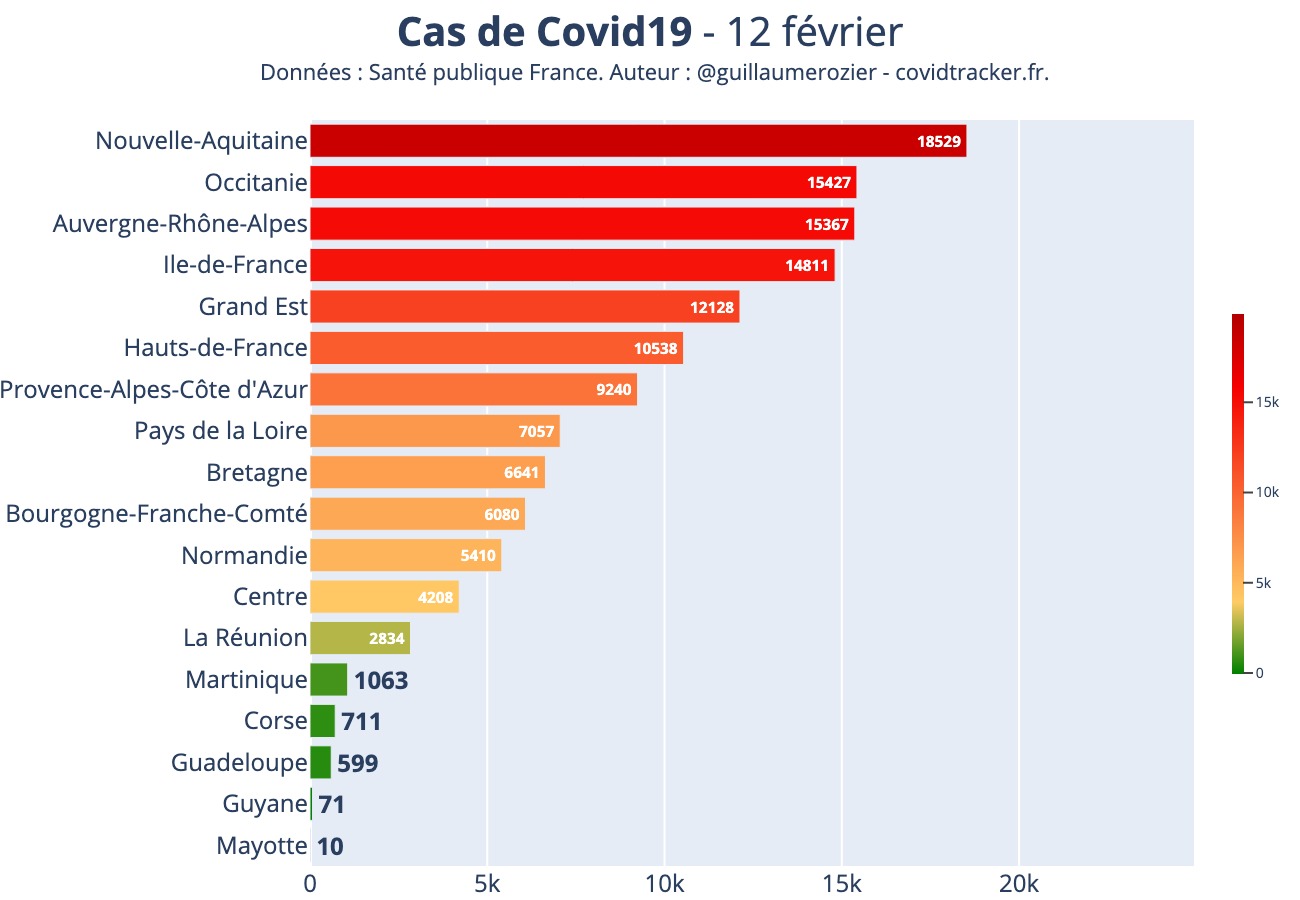 Cas de Covid19 - 12 février
Données : Santé publique France. Auteur : @guillaumerozier - covidtracker.fr.
Nouvelle-Aquitaine 18529
Occitanie 15427
Auvergne-Rhône-Alpes 15367
Ile-de-France 14811
Grand Est 12128
Hauts-de-France 10538
Provence-Alpes-Côte d'Azur 9240
Pays de la Loire 7057
Bretagne 6641
Bourgogne-Franche-Comté 6080
Normandie 5410
Centre 4208
La Réunion 2834
Martinique 1063
Corse 711
Guadeloupe 599
Guyane 71
Mayotte 10
0 5k 10k 15k 20k
15k
10k
5k
0